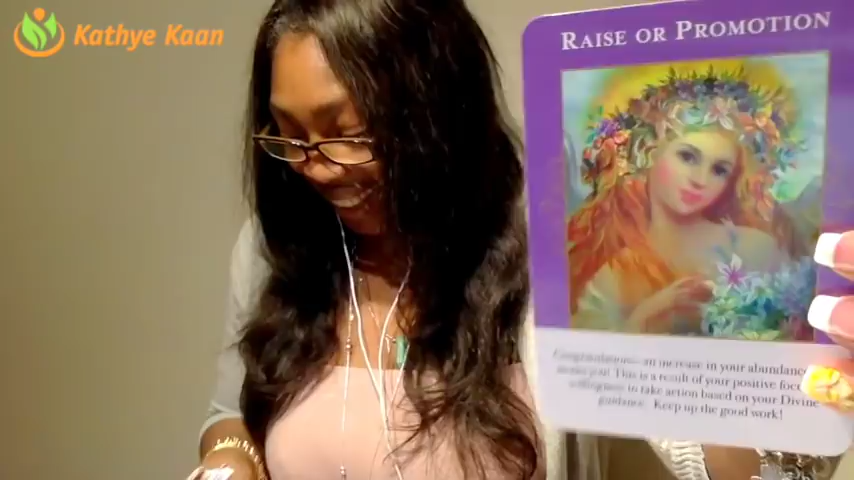 Kathye Kaan
RAISE OR PROMOTION
Congratulations—an increase in your abundance
you! This is a result of your positive focus
willingness to take action based on your Divine
guidance. Keep up the good work!